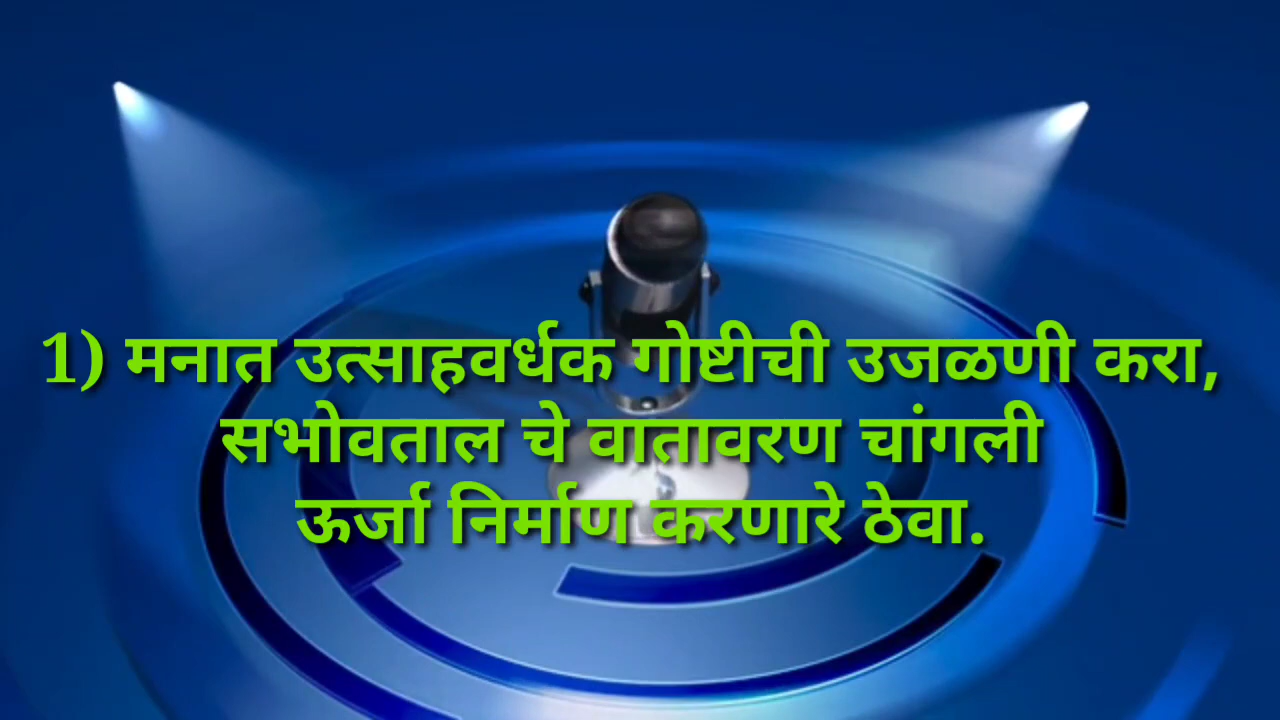 1) मनात उत्साहवर्धक गोष्टीची उजळणी करा,
सभोवताल चे वातावरण चांगली
ऊर्जा निर्माण करणारे ठेवा.